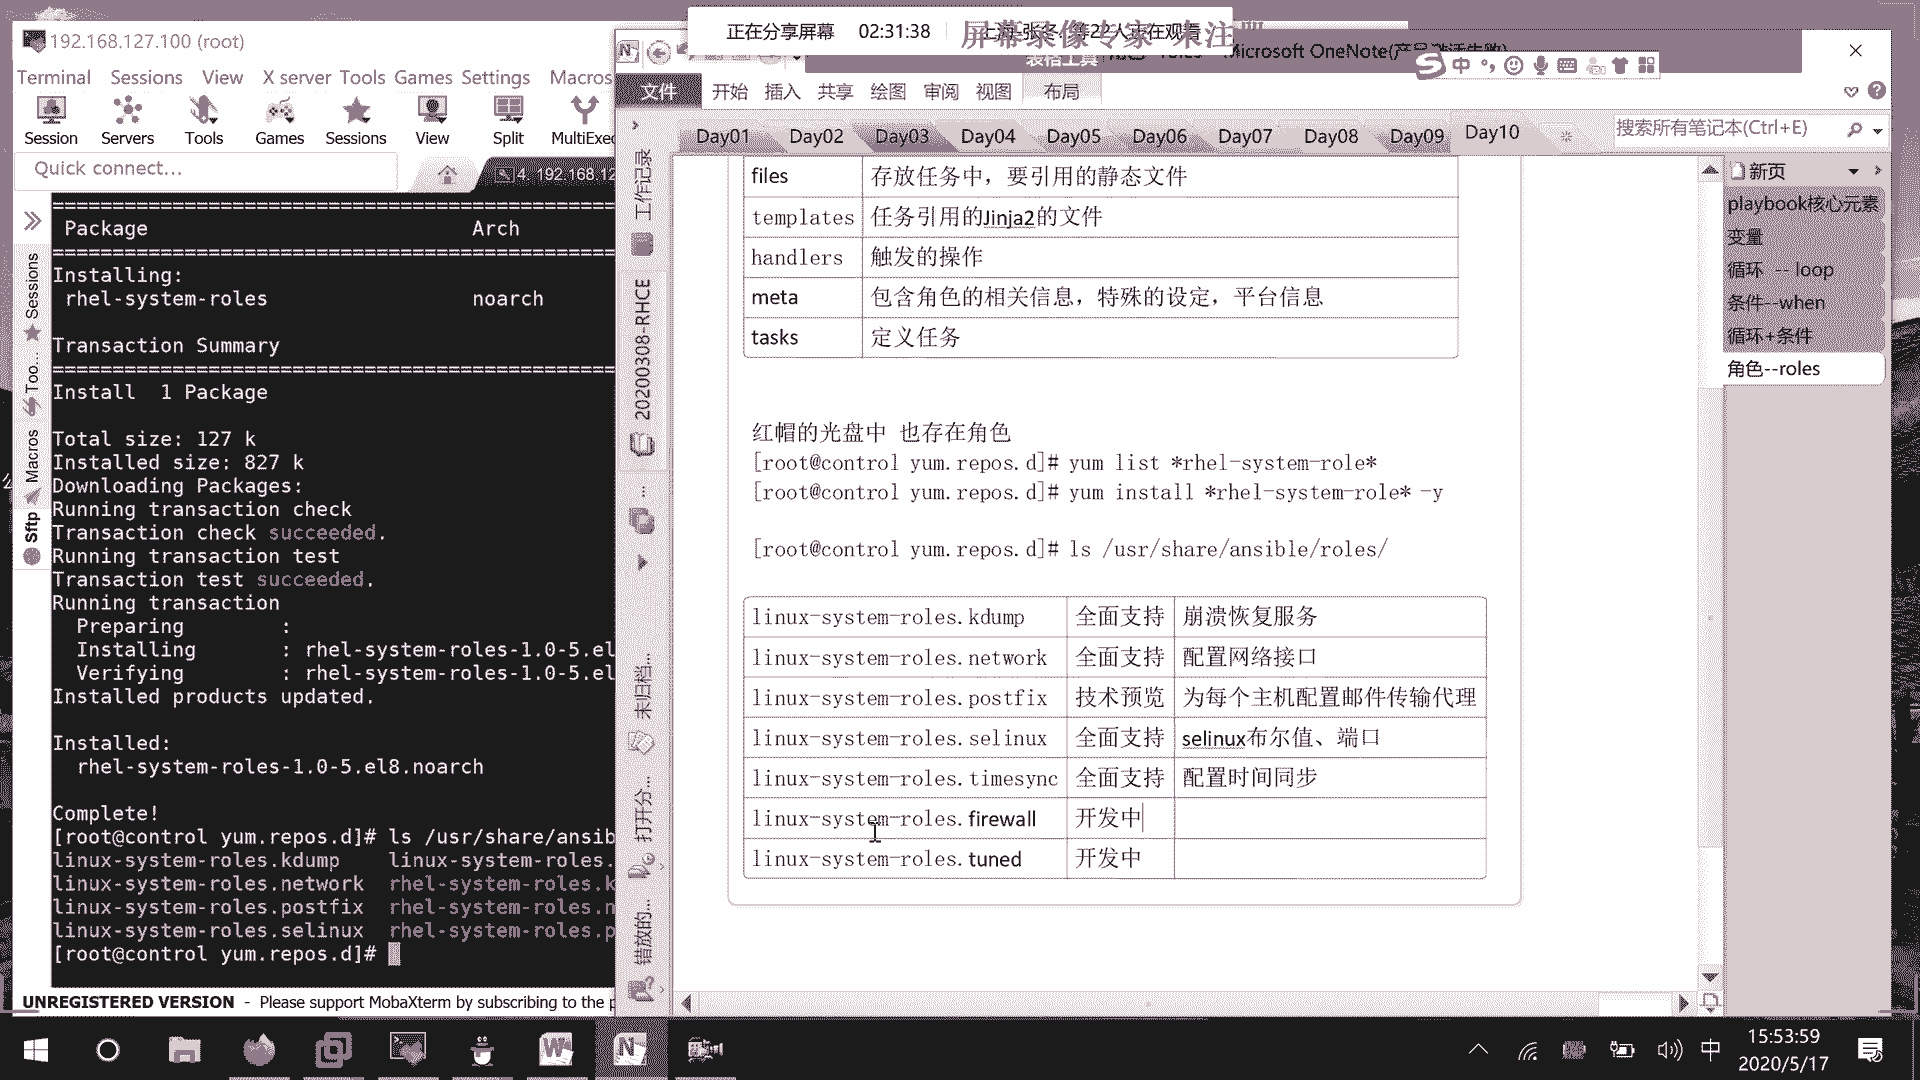 正在分享屏幕 02:31:38
屏幕录像专家 未注
192.168.127.100 (root)
Microsoft OneNote(产品激活失败)
表格工具
Terminal Sessions View X server Tools Games Settings Macros
文件 开始 插入 共享 绘图 审阅 视图 布局
Session Servers Tools Games Sessions View Split MultiExec
Day01 Day02 Day03 Day04 Day05 Day06 Day07 Day08 Day09 Day10
搜索所有笔记本(Ctrl+E)
Quick connect...
4. 192.168.12
Sessions
Too...
Macros
Sftp
Package Arch
Installing:
rhel-system-roles noarch
Transaction Summary
Install 1 Package
Total size: 127 k
Installed size: 827 k
Downloading Packages:
Running transaction check
Transaction check succeeded.
Running transaction test
Transaction test succeeded.
Running transaction
Preparing :
Installing : rhel-system-roles-1.0-5.el
Verifying : rhel-system-roles-1.0-5.el
Installed products updated.
Installed:
rhel-system-roles-1.0-5.el8.noarch
Complete!
[root@control yum.repos.d]# ls /usr/share/ansib
linux-system-roles.kdump linux-system-roles.
linux-system-roles.network rhel-system-roles.k
linux-system-roles.postfix rhel-system-roles.n
linux-system-roles.selinux rhel-system-roles.p
[root@control yum.repos.d]#
UNREGISTERED VERSION - Please support MobaXterm by subscribing to the p
工作记录
20200308-RHCE
未归档...
打开分...
错放的...
files 存放任务中，要引用的静态文件
templates 任务引用的Jinja2的文件
handlers 触发的操作
meta 包含角色的相关信息，特殊的设定，平台信息
tasks 定义任务
红帽的光盘中 也存在角色
[root@control yum.repos.d]# yum list *rhel-system-role*
[root@control yum.repos.d]# yum install *rhel-system-role* -y
[root@control yum.repos.d]# ls /usr/share/ansible/roles/
linux-system-roles.kdump 全面支持 崩溃恢复服务
linux-system-roles.network 全面支持 配置网络接口
linux-system-roles.postfix 技术预览 为每个主机配置邮件传输代理
linux-system-roles.selinux 全面支持 selinux布尔值、端口
linux-system-roles.timesync 全面支持 配置时间同步
linux-system-roles.firewall 开发中
linux-system-roles.tuned 开发中
新页
playbook核心元素
变量
循环 -- loop
条件--when
循环+条件
角色--roles
中
15:53:59
2020/5/17